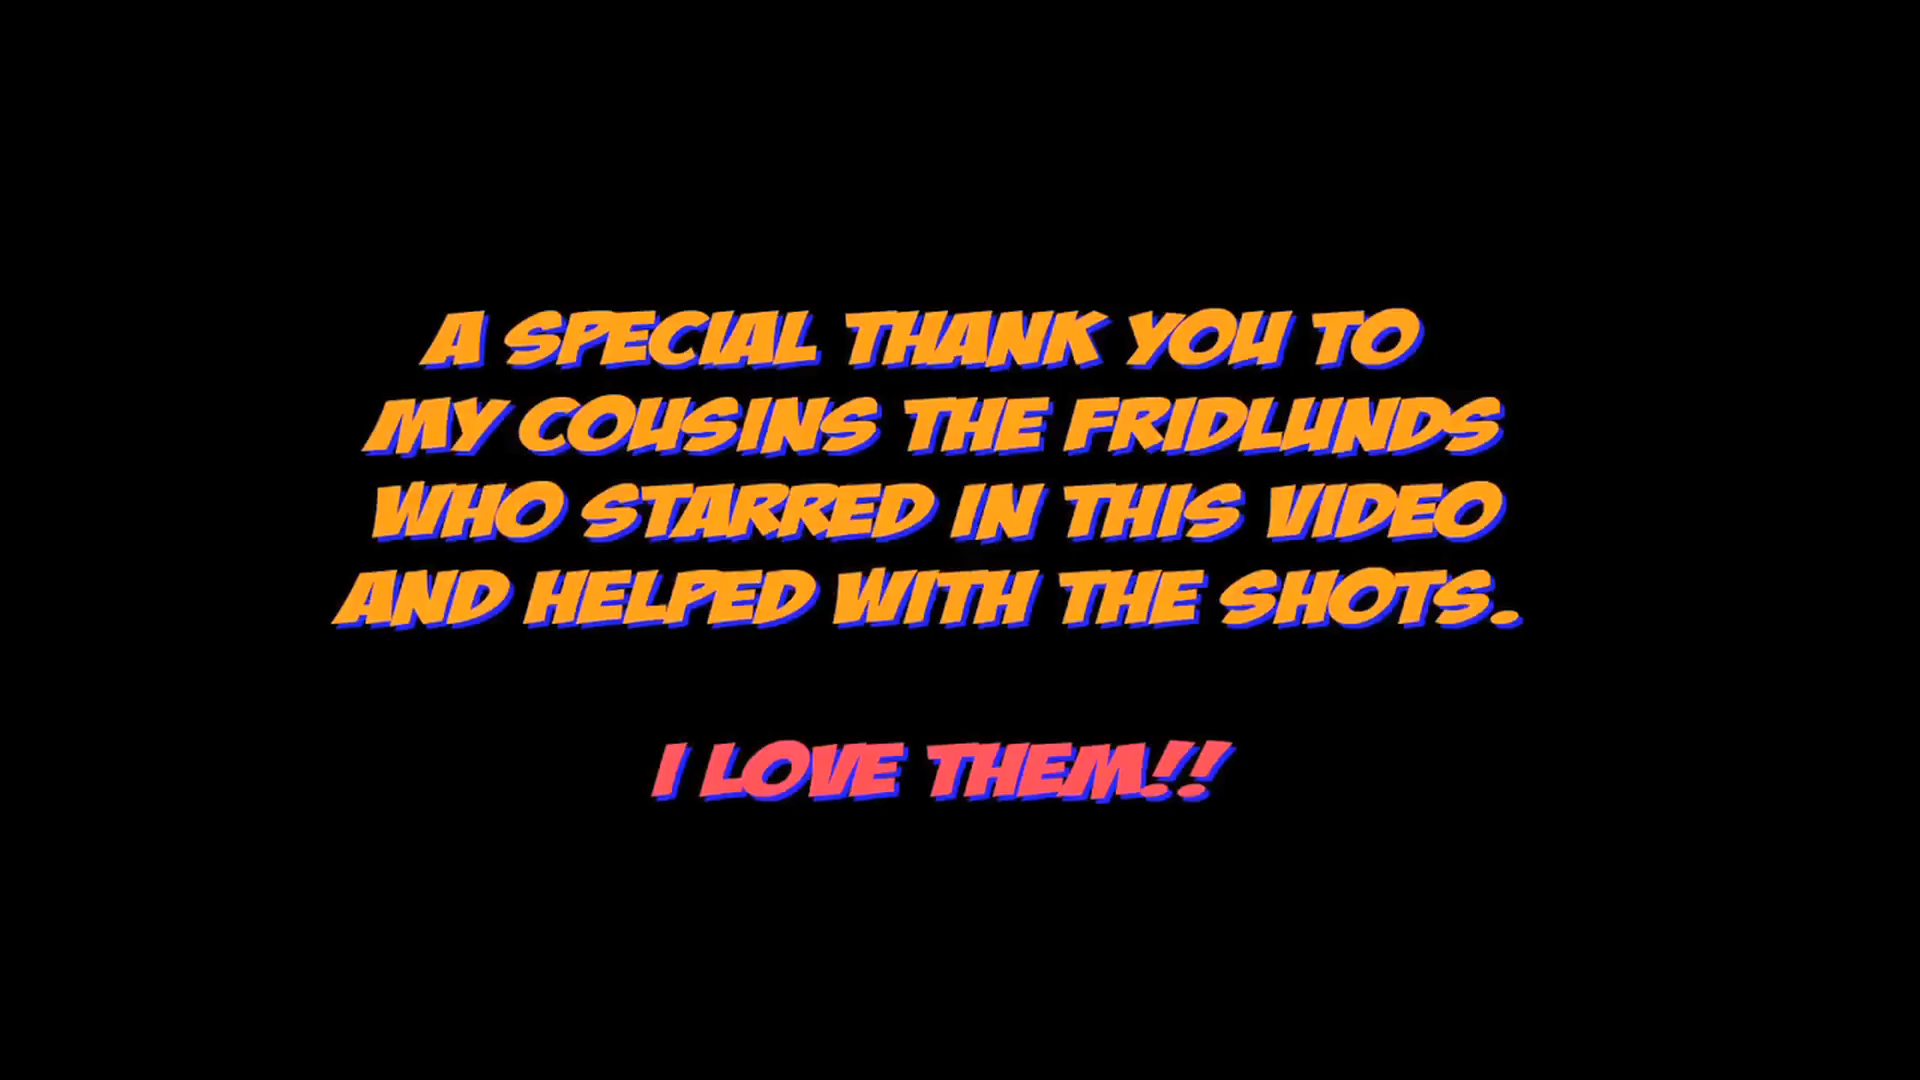 A SPECIAL THANK YOU TO
MY COUSINS THE FRIDLUNDS
WHO STARRED IN THIS VIDEO
AND HELPED WITH THE SHOTS.
I LOVE THEM!!